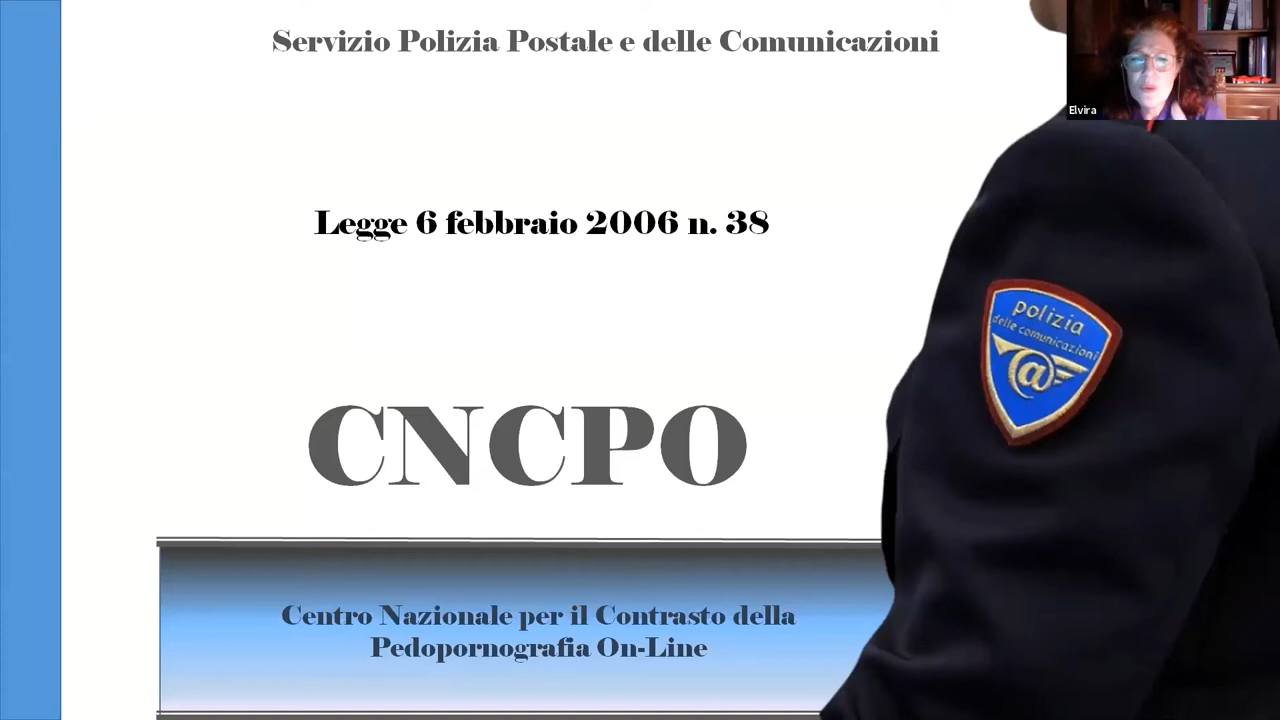 Servizio Polizia Postale e delle Comunicazioni
Elvira
Legge 6 febbraio 2006 n. 38
polizia
delle comunicazioni
@
CNCPO
Centro Nazionale per il Contrasto della
Pedopornografia On-Line